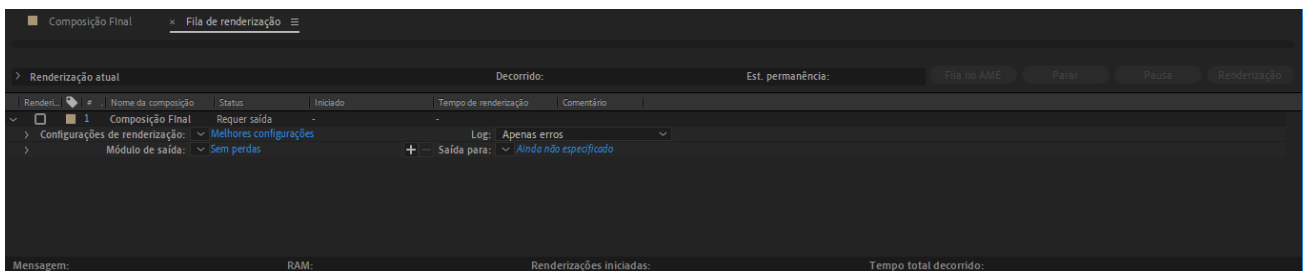 Composição FInal × Fila de renderização
Renderização atual Decorrido: Est. permanência: Fila no AME Parar Pausa Renderização
Renderi... # . Nome da composição Status Iniciado Tempo de renderização Comentário
1 Composição FInal Requer saída - -
Configurações de renderização: Melhores configurações Log: Apenas erros
Módulo de saída: Sem perdas + - Saída para: Ainda não especificado
Mensagem: RAM: Renderizações iniciadas: Tempo total decorrido: